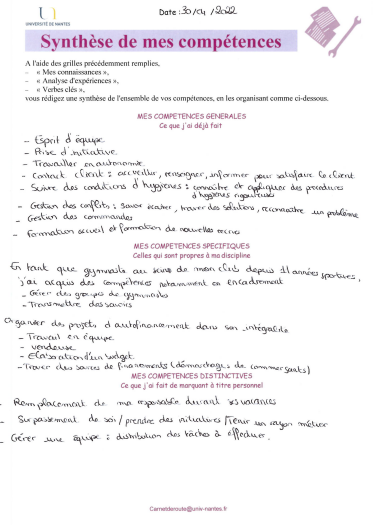 UNIVERSITÉ DE NANTES
Date : 30/04/2022
Synthèse de mes compétences
A l'aide des grilles précédemment remplies,
– « Mes connaissances »,
– « Analyse d'expériences »,
– « Verbes clés »,
vous rédigez une synthèse de l'ensemble de vos compétences, en les organisant comme ci-dessous.
MES COMPETENCES GENERALES
Ce que j'ai déjà fait
- Esprit d'équipe
- Prise d'initiative
- Travailler en autonomie
- contact client : accueillir, renseigner, informer pour satisfaire le client
- Suivre des conditions d'hygiènes : connaître et appliquer des procédures
d'hygiènes rigoureuses
- Gestion des conflits : savoir écouter, trouver des solutions, reconnaître un problème
- Gestion des commandes
- Formation accueil et formation de nouvelles recrues
MES COMPETENCES SPECIFIQUES
Celles qui sont propres à ma discipline
En tant que gymnaste au sein de mon club depuis 11 années sportives,
j'ai acquis des compétences notamment en encadrement
- Gérer des groupes de gymnastes
- Transmettre des savoirs
Organiser des projets d'autofinancement dans son intégralité
- Travail en équipe
- vendeuse
- Elaboration d'un budget
- Trouver des sources de financements (démarchages de commerçants)
MES COMPETENCES DISTINCTIVES
Ce que j'ai fait de marquant à titre personnel
- Remplacement de ma responsable durant ses vacances
- Surpassement de soi / prendre des initiatives / Tenir un rayon métier
- Gérer une équipe : distribution des tâches à effectuer.
Carnetderoute@univ-nantes.fr